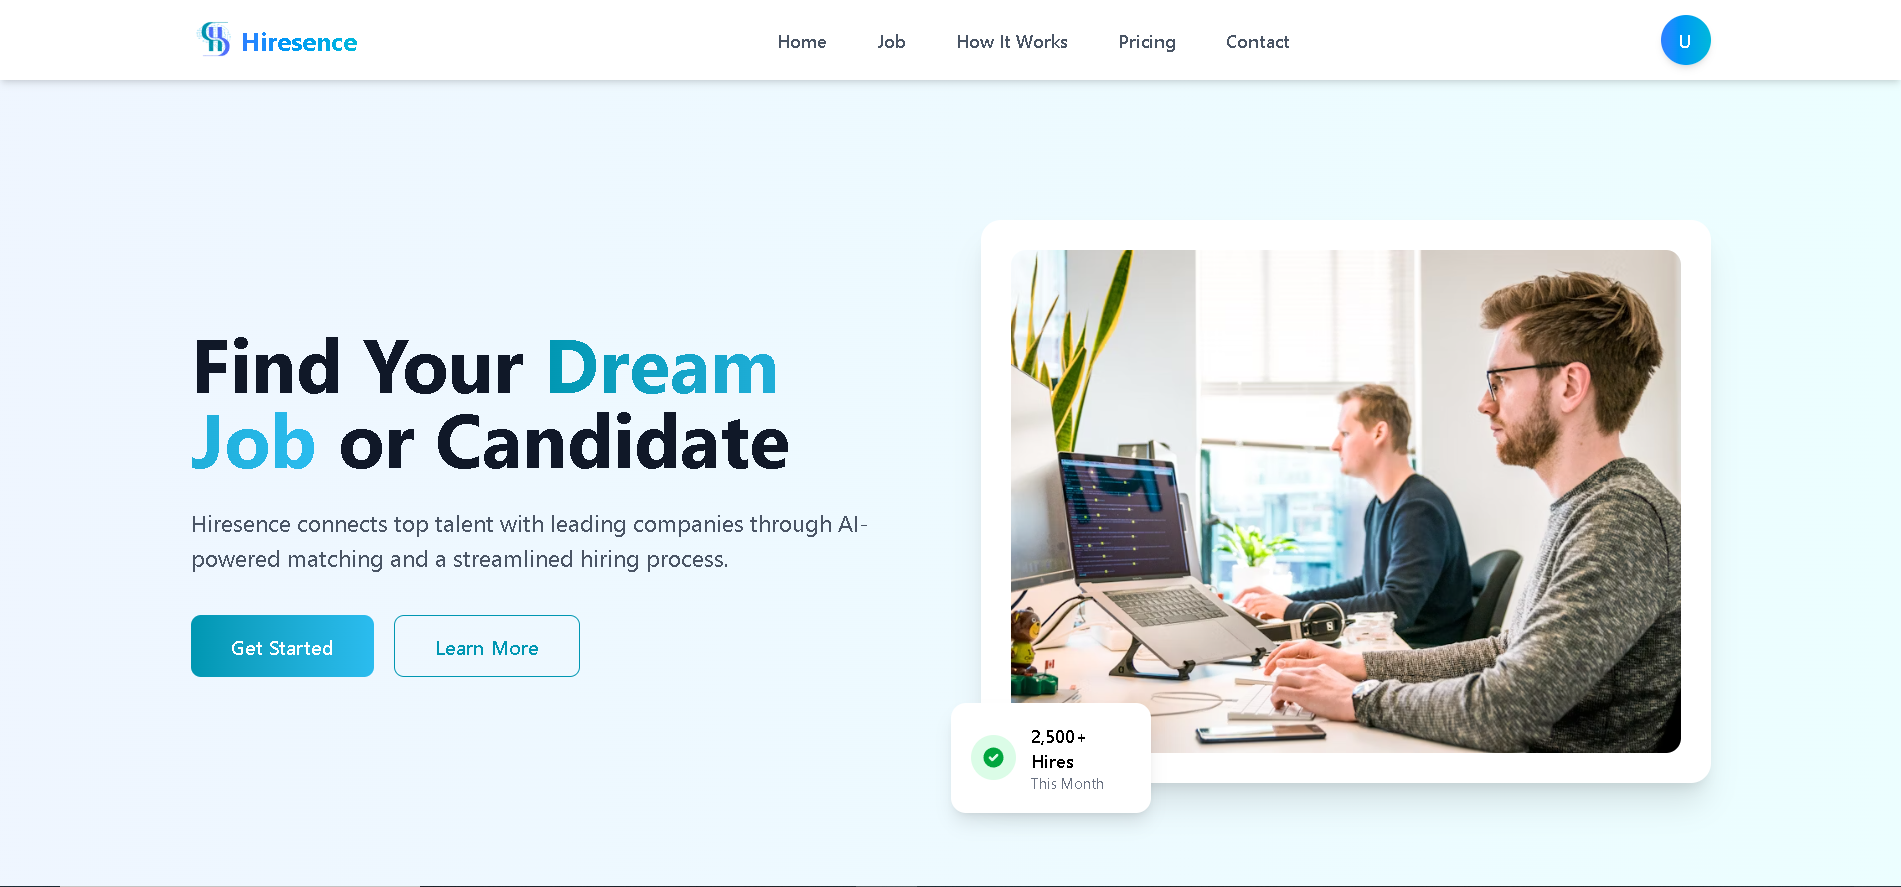 Hiresence
Home
Job
How It Works
Pricing
Contact
U
Find Your Dream
Job or Candidate
Hiresence connects top talent with leading companies through AI-
powered matching and a streamlined hiring process.
Get Started
Learn More
2,500+
Hires
This Month